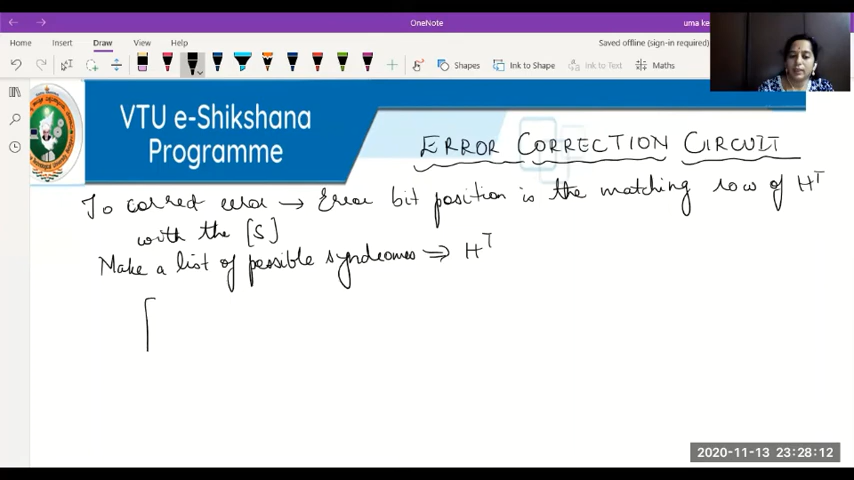 OneNote
uma ke
Home Insert Draw View Help
Saved offline (sign-in required)
Shapes Ink to Shape Ink to Text Maths
VTU e-Shikshana
Programme
ERROR CORRECTION CIRCUIT
To correct error → Error bit position is the matching row of Hᵀ
with the [S]
Make a list of possible syndromes ⇒ Hᵀ
2020-11-13 23:28:12